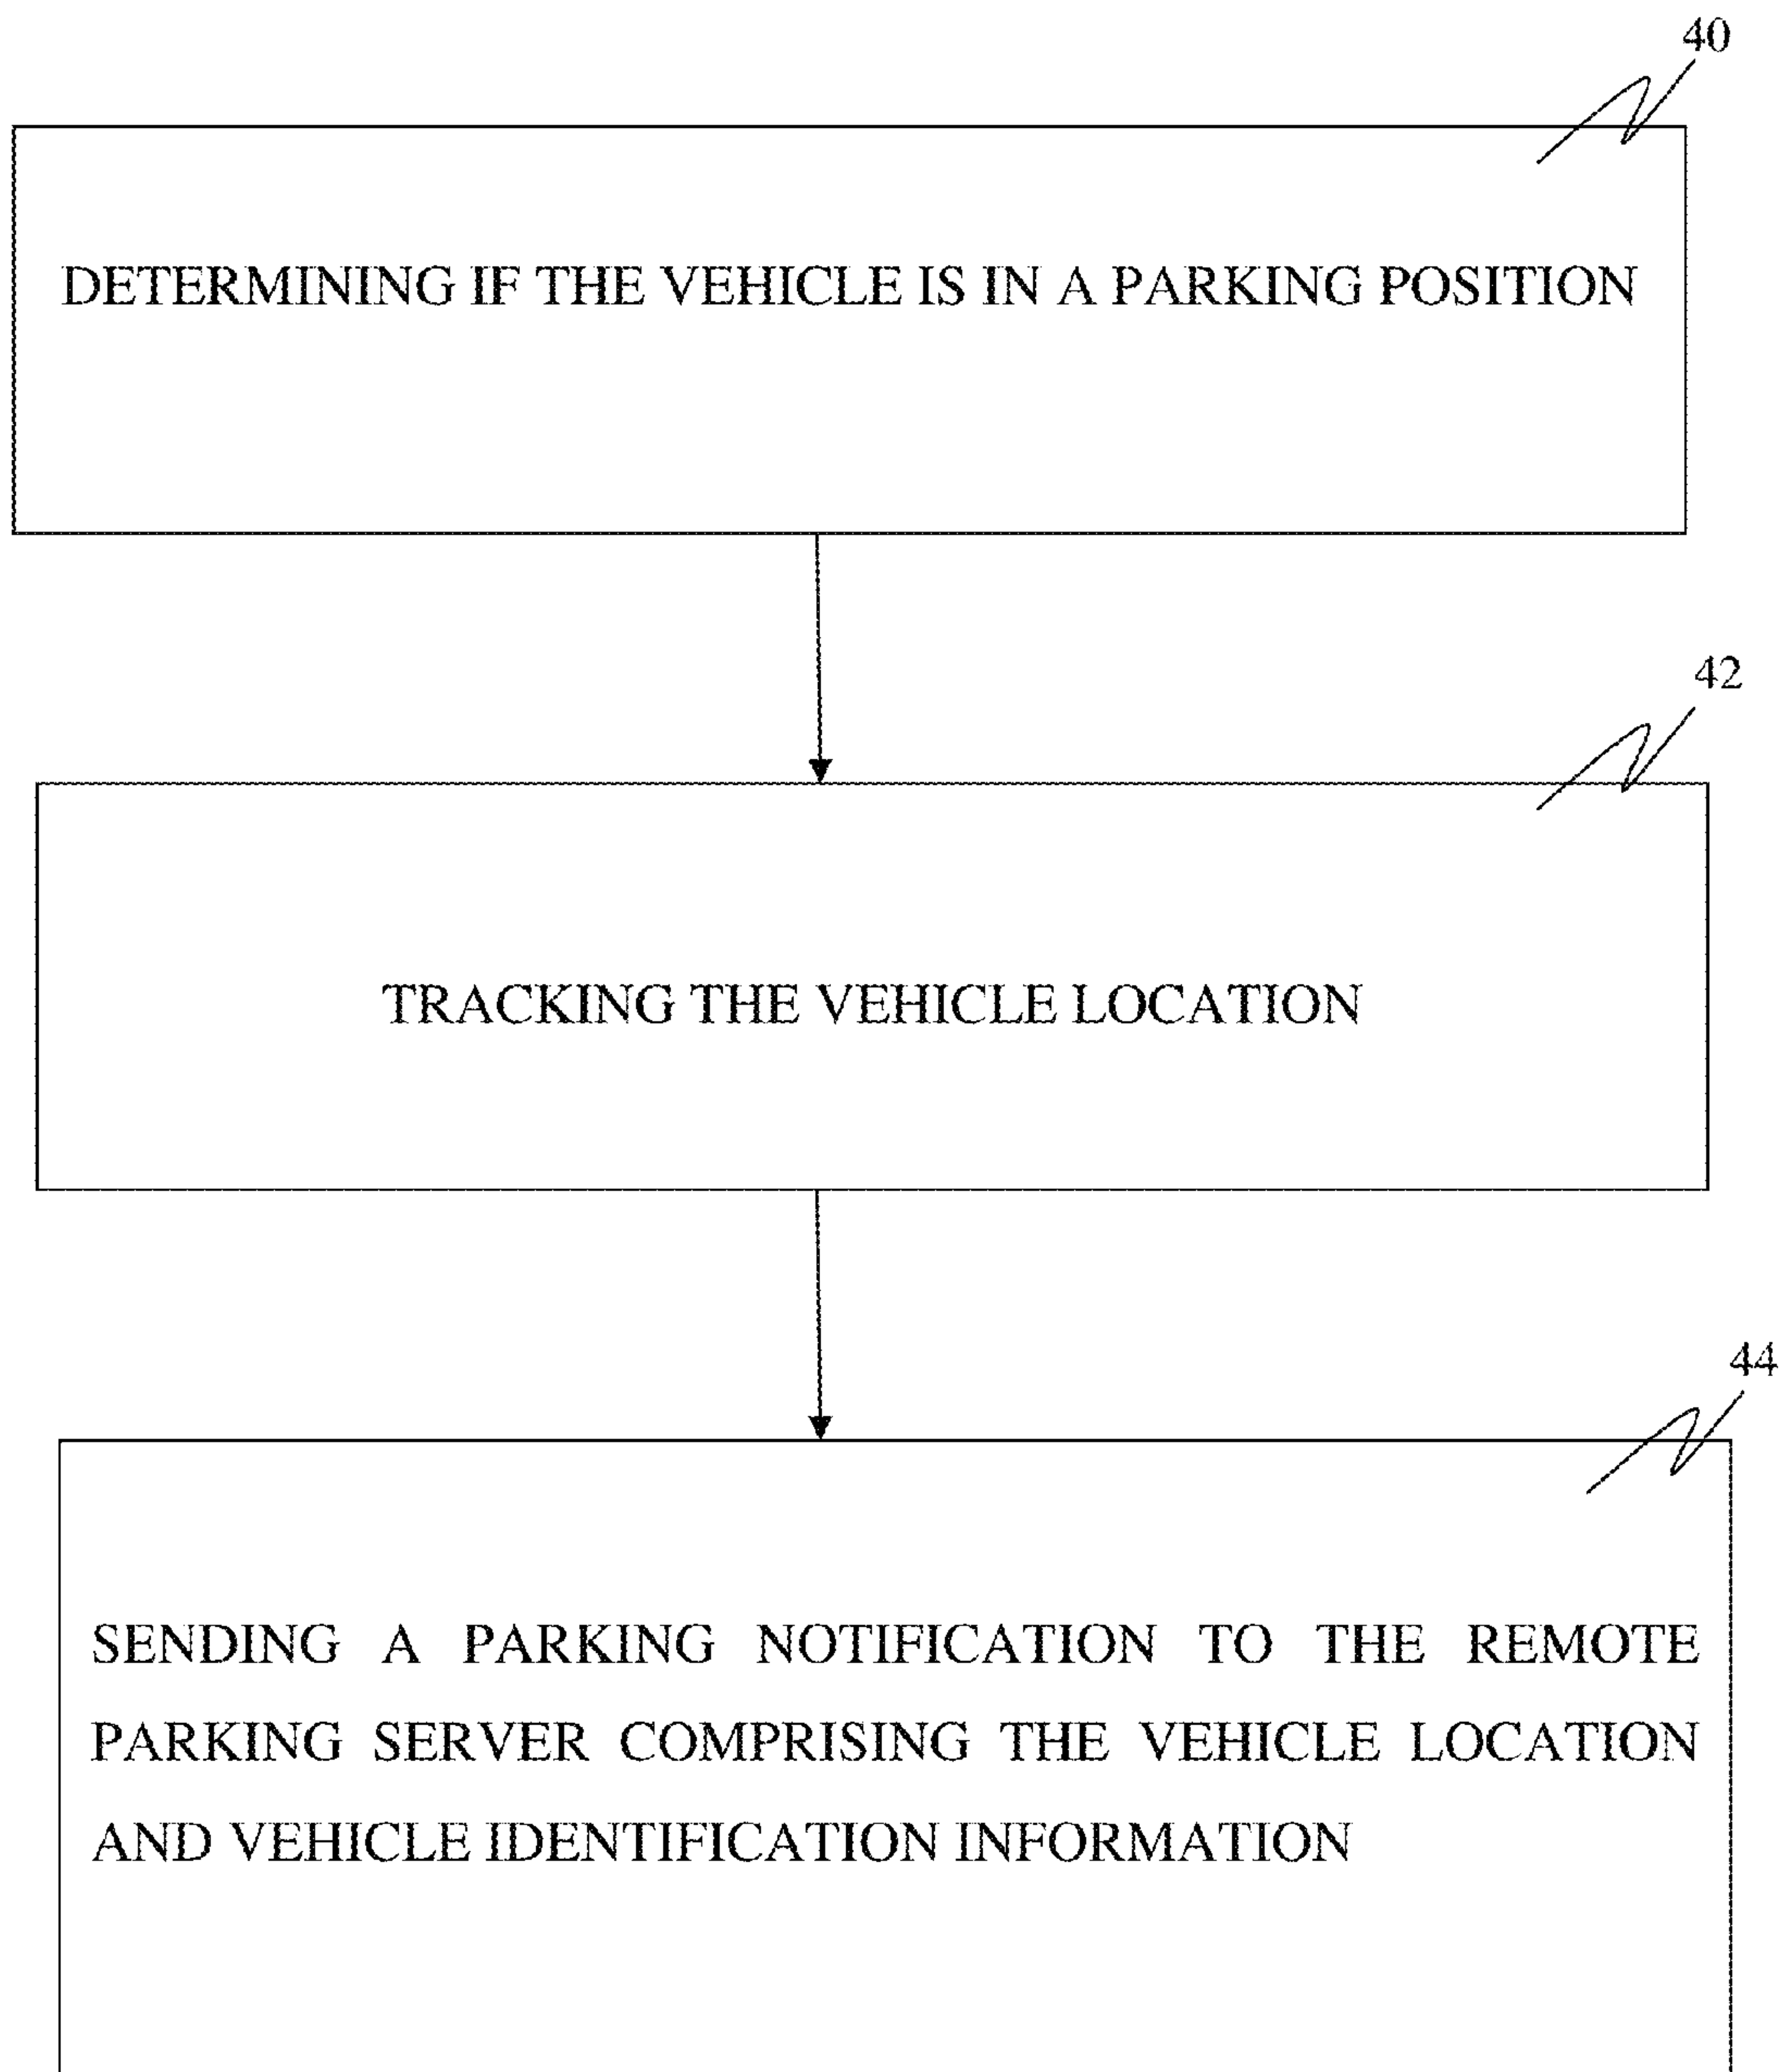 40
DETERMINING IF THE VEHICLE IS IN A PARKING POSITION
42
TRACKING THE VEHICLE LOCATION
44
SENDING A PARKING NOTIFICATION TO THE REMOTE
PARKING SERVER COMPRISING THE VEHICLE LOCATION
AND VEHICLE IDENTIFICATION INFORMATION